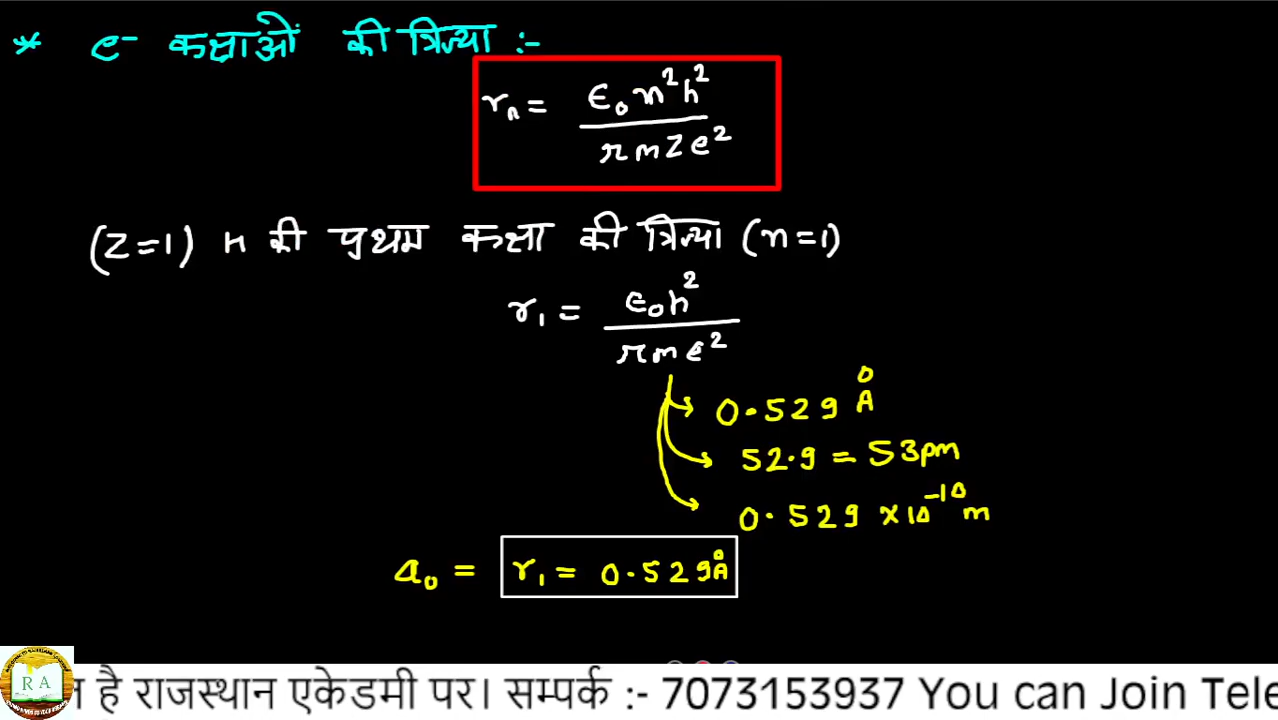 * e⁻ कक्षाओं की त्रिज्या :-
rₙ = ϵ₀n²h² / πmZe²
(Z=1) H की प्रथम कक्षा की त्रिज्या (n=1)
r₁ = ϵ₀h² / πme²
→ 0.529 Å
→ 52.9 = 53pm
→ 0.529 ×10⁻¹⁰ m
a₀ = r₁ = 0.529Å
RA
है राजस्थान एकेडमी पर। सम्पर्क :- 7073153937 You can Join Tele